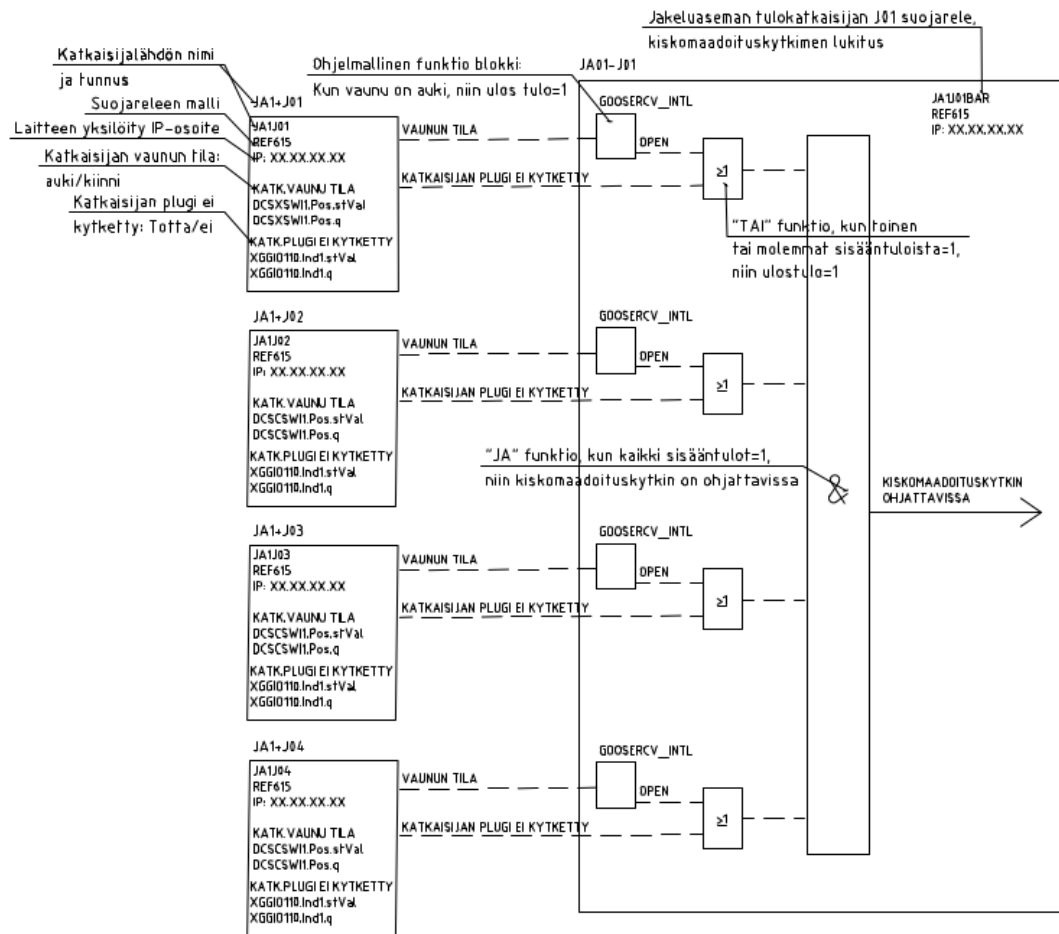 Jakeluaseman tulokatkaisijan J01 suojarele,
kiskomaadoituskytkimen lukitus
Katkaisijalähdön nimi
ja tunnus
Ohjelmallinen funktio blokki:
Kun vaunu on auki, niin ulos tulo=1
JA01-J01
Suojareleen malli
Laitteen yksilöity IP-osoite
Katkaisijan vaunun tila:
auki/kiinni
Katkaisijan plugi ei
kytketty: Totta/ei
JA1+J01
JA1J01
REF615
IP: XX.XX.XX.XX
KATK.VAUNU TILA
DCSXSWI1.Pos.stVal
DCSXSWI1.Pos.q
KATK.PLUGI EI KYTKETTY
XGGIO110.Ind1.stVal
XGGIO110.Ind1.q
VAUNUN TILA
KATKAISIJAN PLUGI EI KYTKETTY
GOOSERCV_INTL
OPEN
≥1
JA1J01BAR
REF615
IP: XX.XX.XX.XX
"TAI" funktio, kun toinen
tai molemmat sisääntuloista=1,
niin ulostulo=1
JA1+J02
JA1J02
REF615
IP: XX.XX.XX.XX
KATK.VAUNU TILA
DCSCSWI1.Pos.stVal
DCSCSWI1.Pos.q
KATK.PLUGI EI KYTKETTY
XGGIO110.Ind1.stVal
XGGIO110.Ind1.q
VAUNUN TILA
KATKAISIJAN PLUGI EI KYTKETTY
GOOSERCV_INTL
OPEN
≥1
"JA" funktio, kun kaikki sisääntulot=1,
niin kiskomaadoituskytkin on ohjattavissa
&
KISKOMAADOITUSKYTKIN
OHJATTAVISSA
JA1+J03
JA1J03
REF615
IP: XX.XX.XX.XX
KATK.VAUNU TILA
DCSCSWI1.Pos.stVal
DCSCSWI1.Pos.q
KATK.PLUGI EI KYTKETTY
XGGIO110.Ind1.stVal
XGGIO110.Ind1.q
VAUNUN TILA
KATKAISIJAN PLUGI EI KYTKETTY
GOOSERCV_INTL
OPEN
≥1
JA1+J04
JA1J04
REF615
IP: XX.XX.XX.XX
KATK.VAUNU TILA
DCSCSWI1.Pos.stVal
DCSCSWI1.Pos.q
KATK.PLUGI EI KYTKETTY
XGGIO110.Ind1.stVal
XGGIO110.Ind1.q
VAUNUN TILA
KATKAISIJAN PLUGI EI KYTKETTY
GOOSERCV_INTL
OPEN
≥1